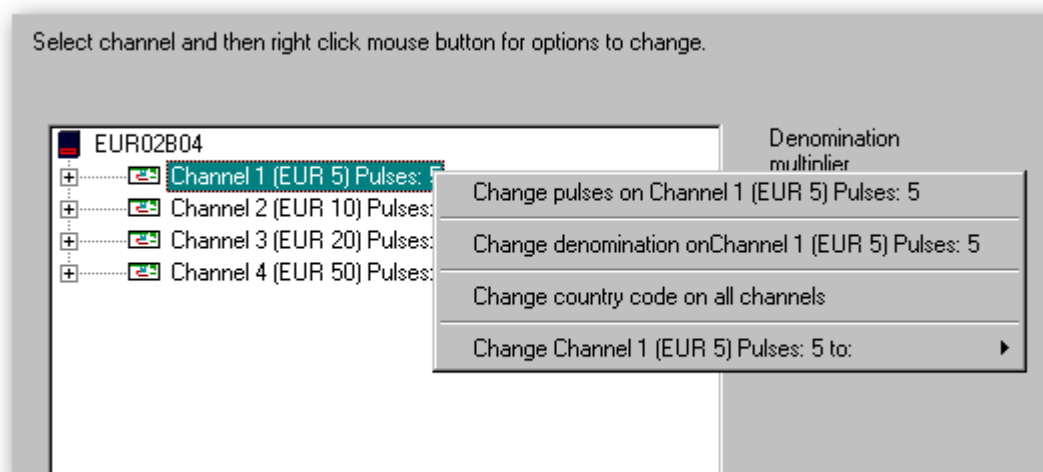 Select channel and then right click mouse button for options to change.
EUR02B04
Denomination
multiplier
Channel 1 (EUR 5) Pulses: 5
Channel 2 (EUR 10) Pulses:
Channel 3 (EUR 20) Pulses:
Channel 4 (EUR 50) Pulses:
Change pulses on Channel 1 (EUR 5) Pulses: 5
Change denomination onChannel 1 (EUR 5) Pulses: 5
Change country code on all channels
Change Channel 1 (EUR 5) Pulses: 5 to: